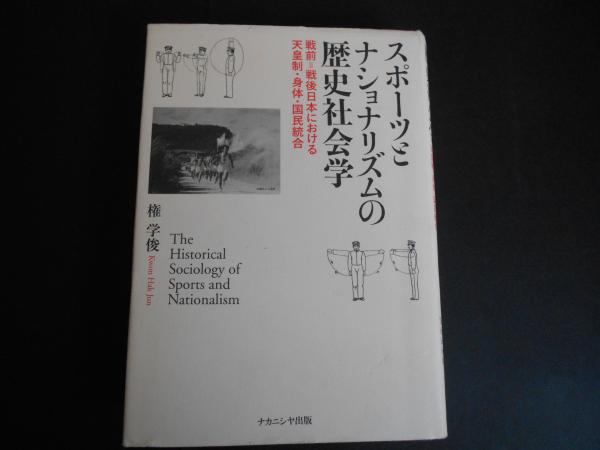 スポーツと
ナショナリズムの
歴史社会学
戦前=戦後日本における
天皇制・身体・国民統合
権 学俊
Kwon Hak Jun
The
Historical
Sociology of
Sports and
Nationalism
ナカニシヤ出版